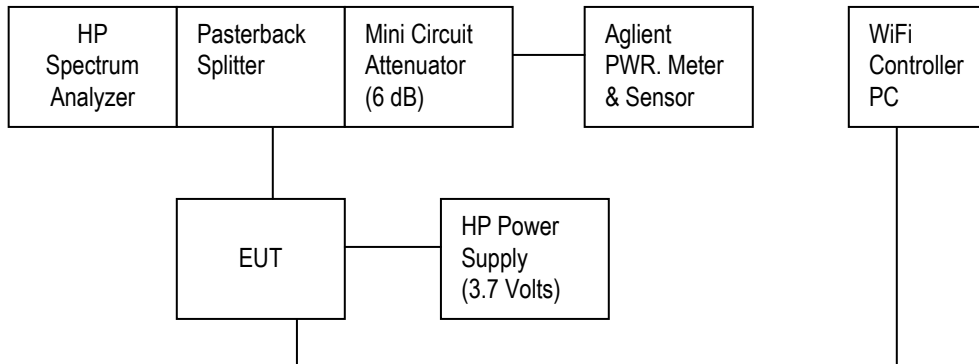 HP
Spectrum
Analyzer
Pasterback
Splitter
Mini Circuit
Attenuator
(6 dB)
Aglient
PWR. Meter
& Sensor
WiFi
Controller
PC
EUT
HP Power
Supply
(3.7 Volts)